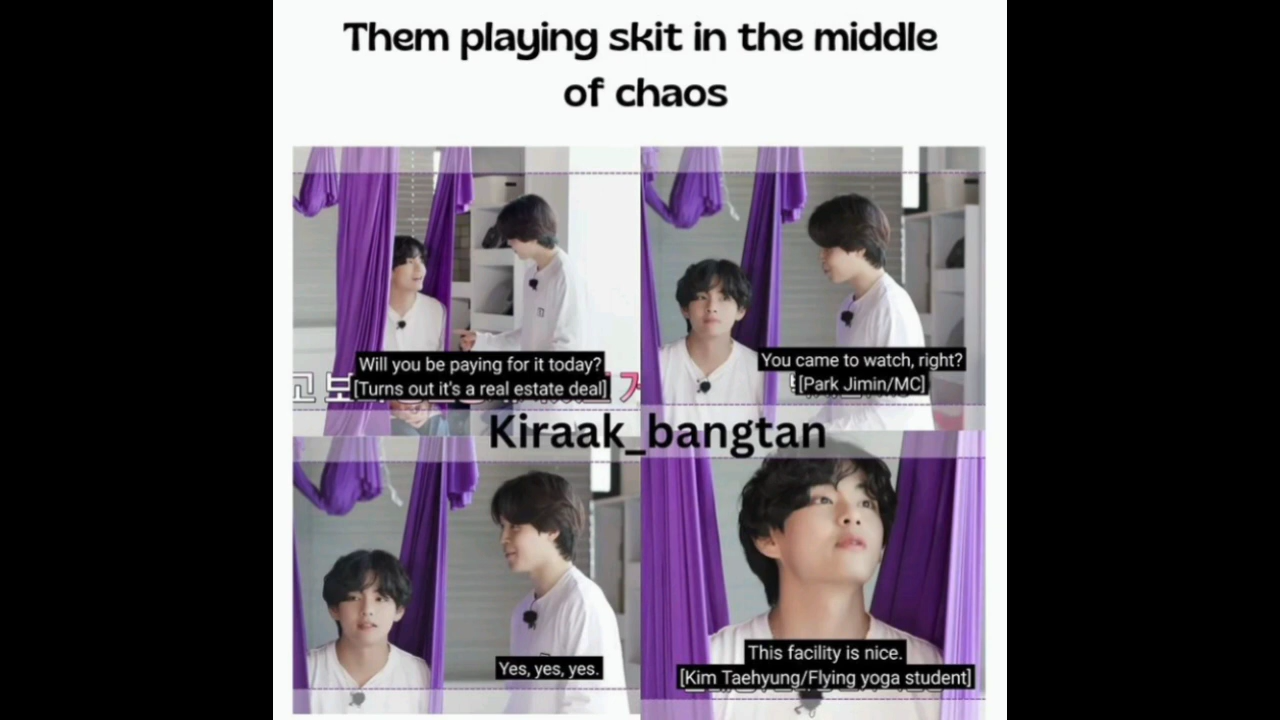 Them playing skit in the middle
of chaos
Will you be paying for it today?
[Turns out it's a real estate deal]
You came to watch, right?
[Park Jimin/MC]
Kiraak_bangtan
Yes, yes, yes.
This facility is nice.
[Kim Taehyung/Flying yoga student]